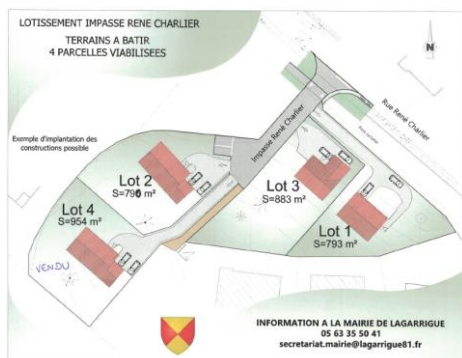 LOTISSEMENT IMPASSE RENE CHARLIER
TERRAINS A BATIR
4 PARCELLES VIABILISEES
N
Exemple d'implantation des
constructions possible
Impasse René Charlier
Rue René Charlier
Lot 2
S=790 m²
Lot 4
S=954 m²
VENDU
Lot 3
S=883 m²
Lot 1
S=793 m²
INFORMATION A LA MAIRIE DE LAGARRIGUE
05 63 35 50 41
secretariat.mairie@lagarrigue81.fr